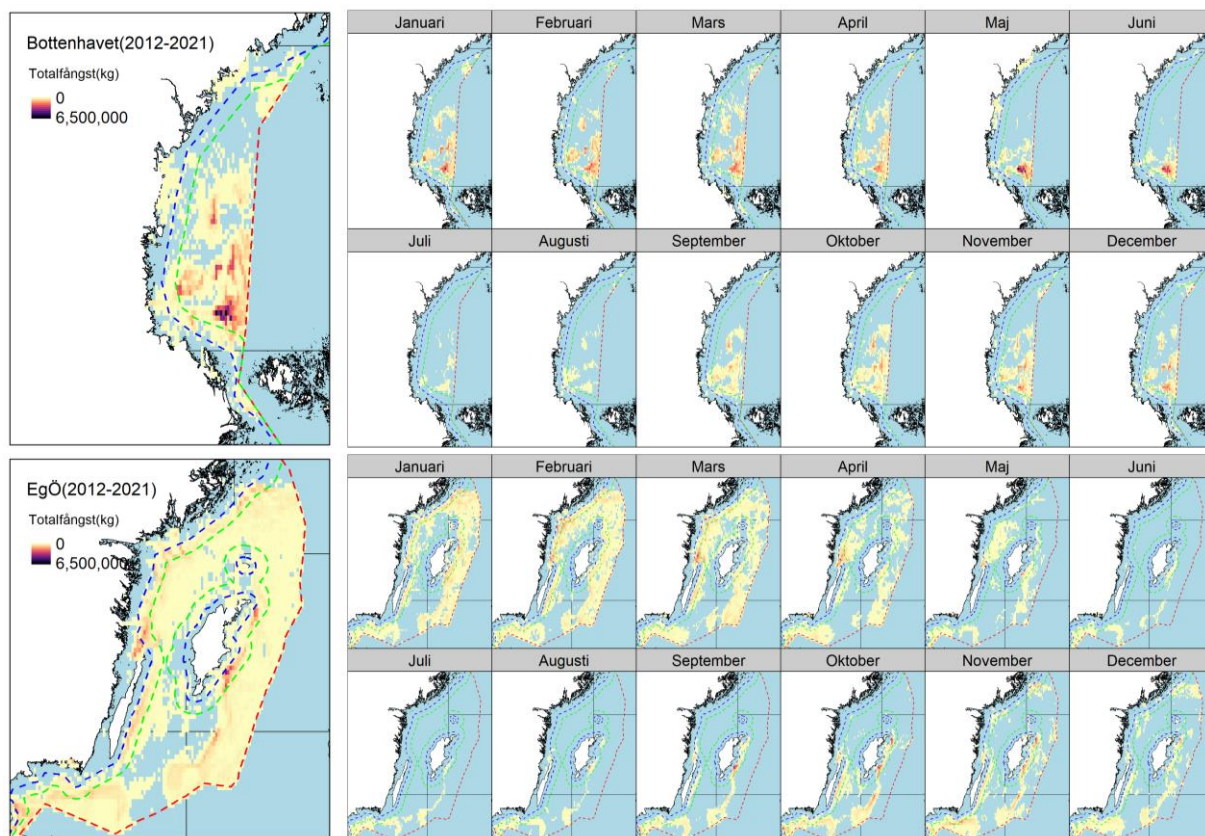 Bottenhavet(2012-2021)
Totalfångst(kg)
0
6,500,000
Januari
Februari
Mars
April
Maj
Juni
Juli
Augusti
September
Oktober
November
December
EgÖ(2012-2021)
Totalfångst(kg)
0
6,500,000
Januari
Februari
Mars
April
Maj
Juni
Juli
Augusti
September
Oktober
November
December